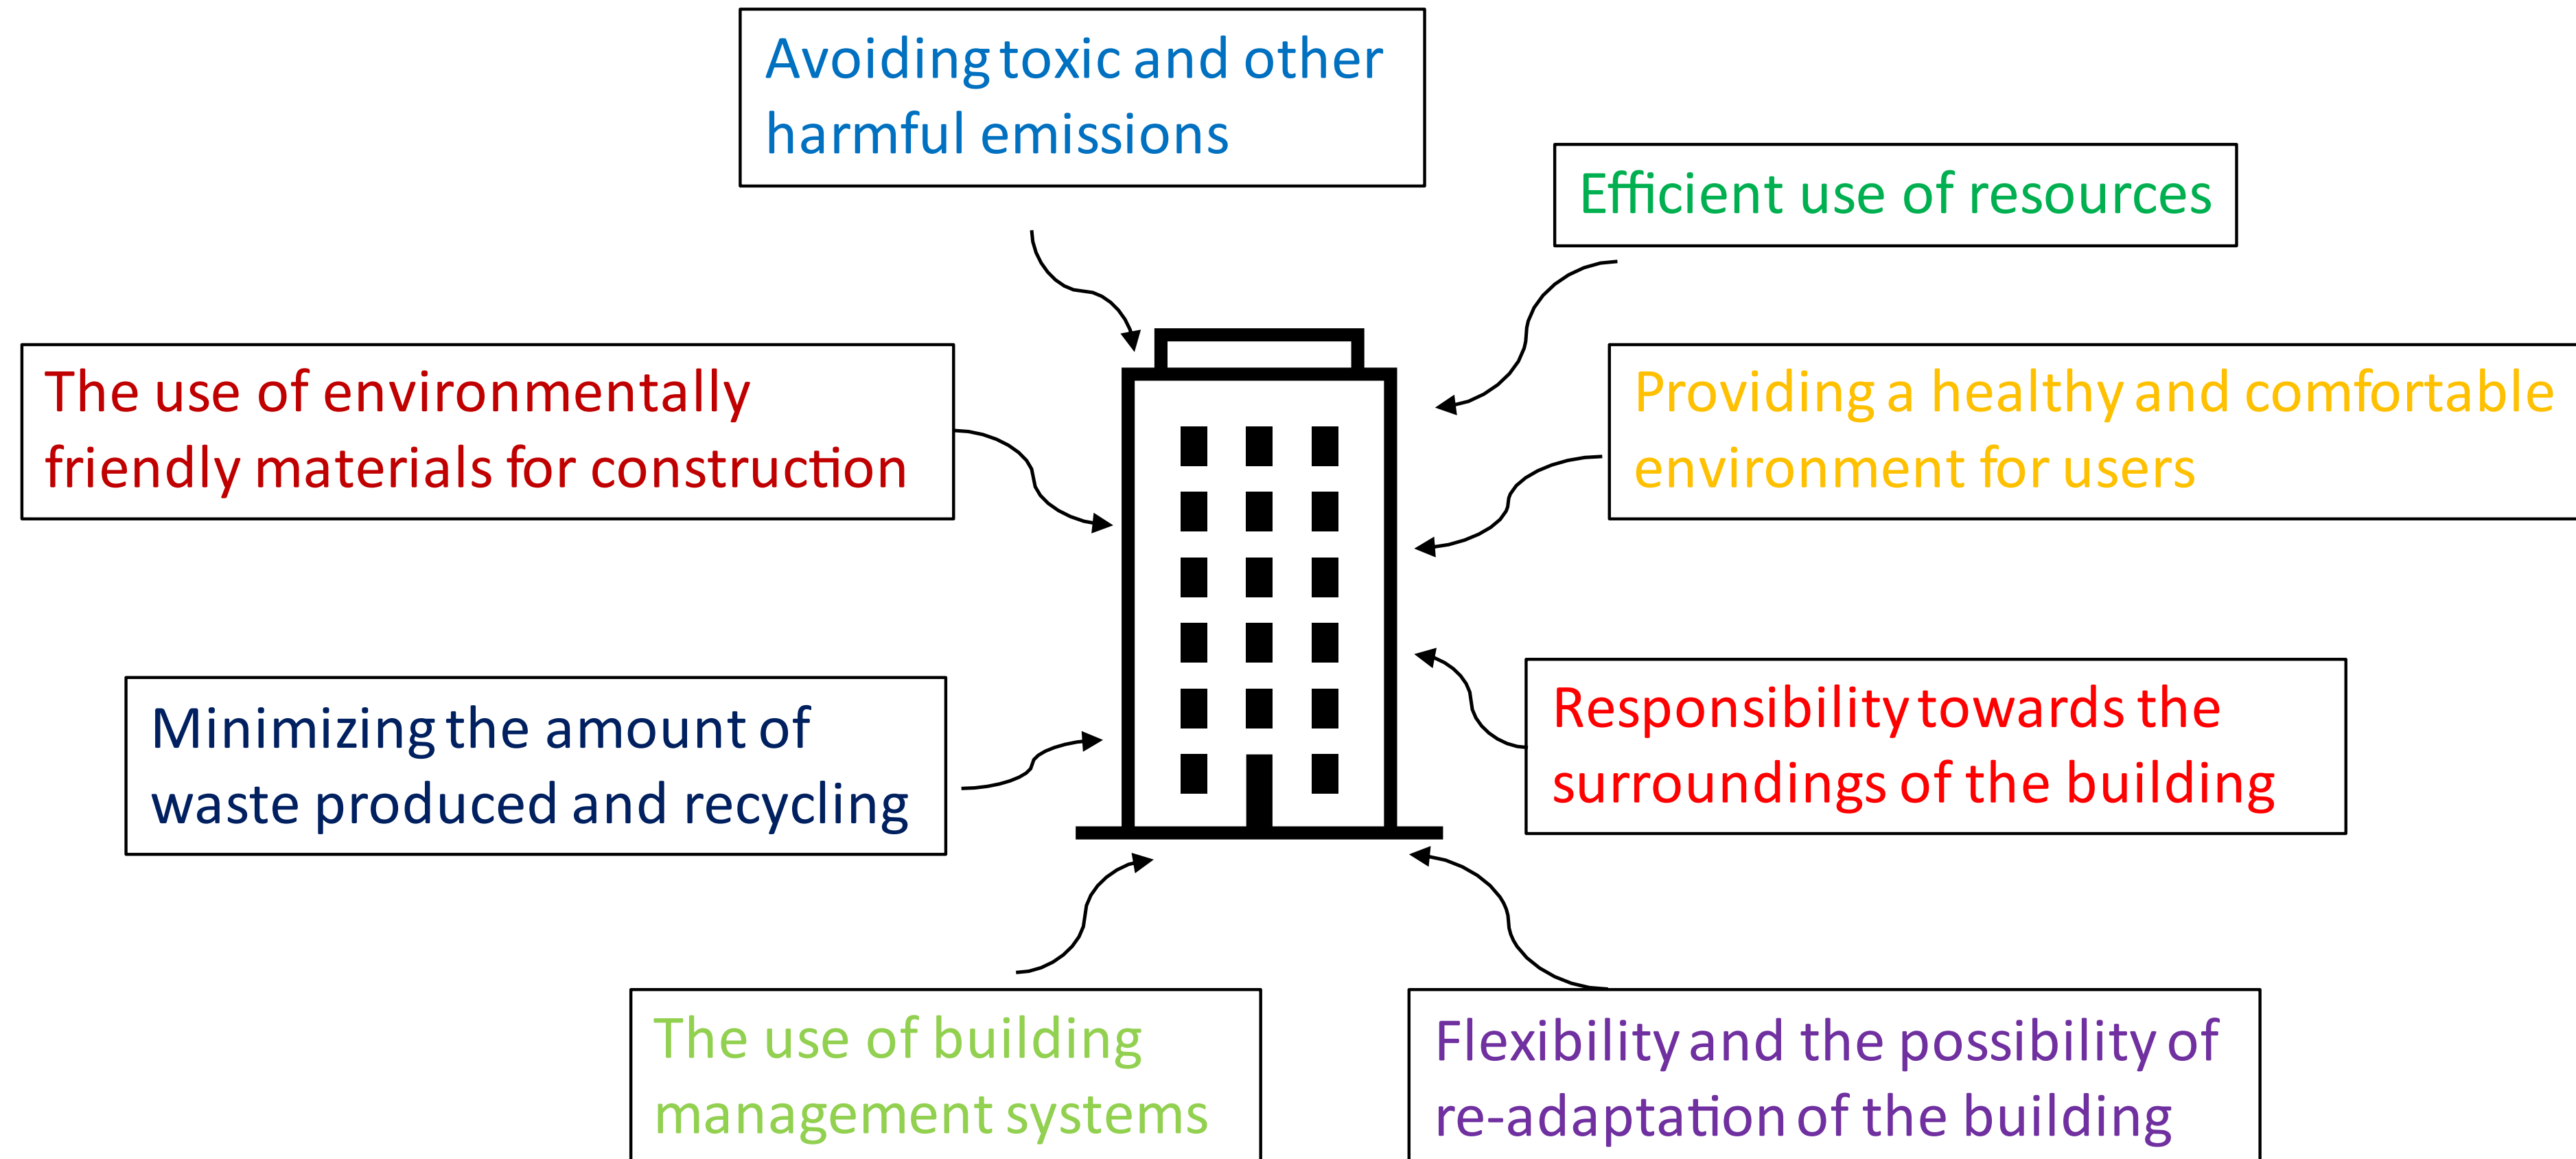 Avoiding toxic and other
harmful emissions
Efficient use of resources
The use of environmentally
friendly materials for construction
Providing a healthy and comfortable
environment for users
Minimizing the amount of
waste produced and recycling
Responsibility towards the
surroundings of the building
The use of building
management systems
Flexibility and the possibility of
re-adaptation of the building